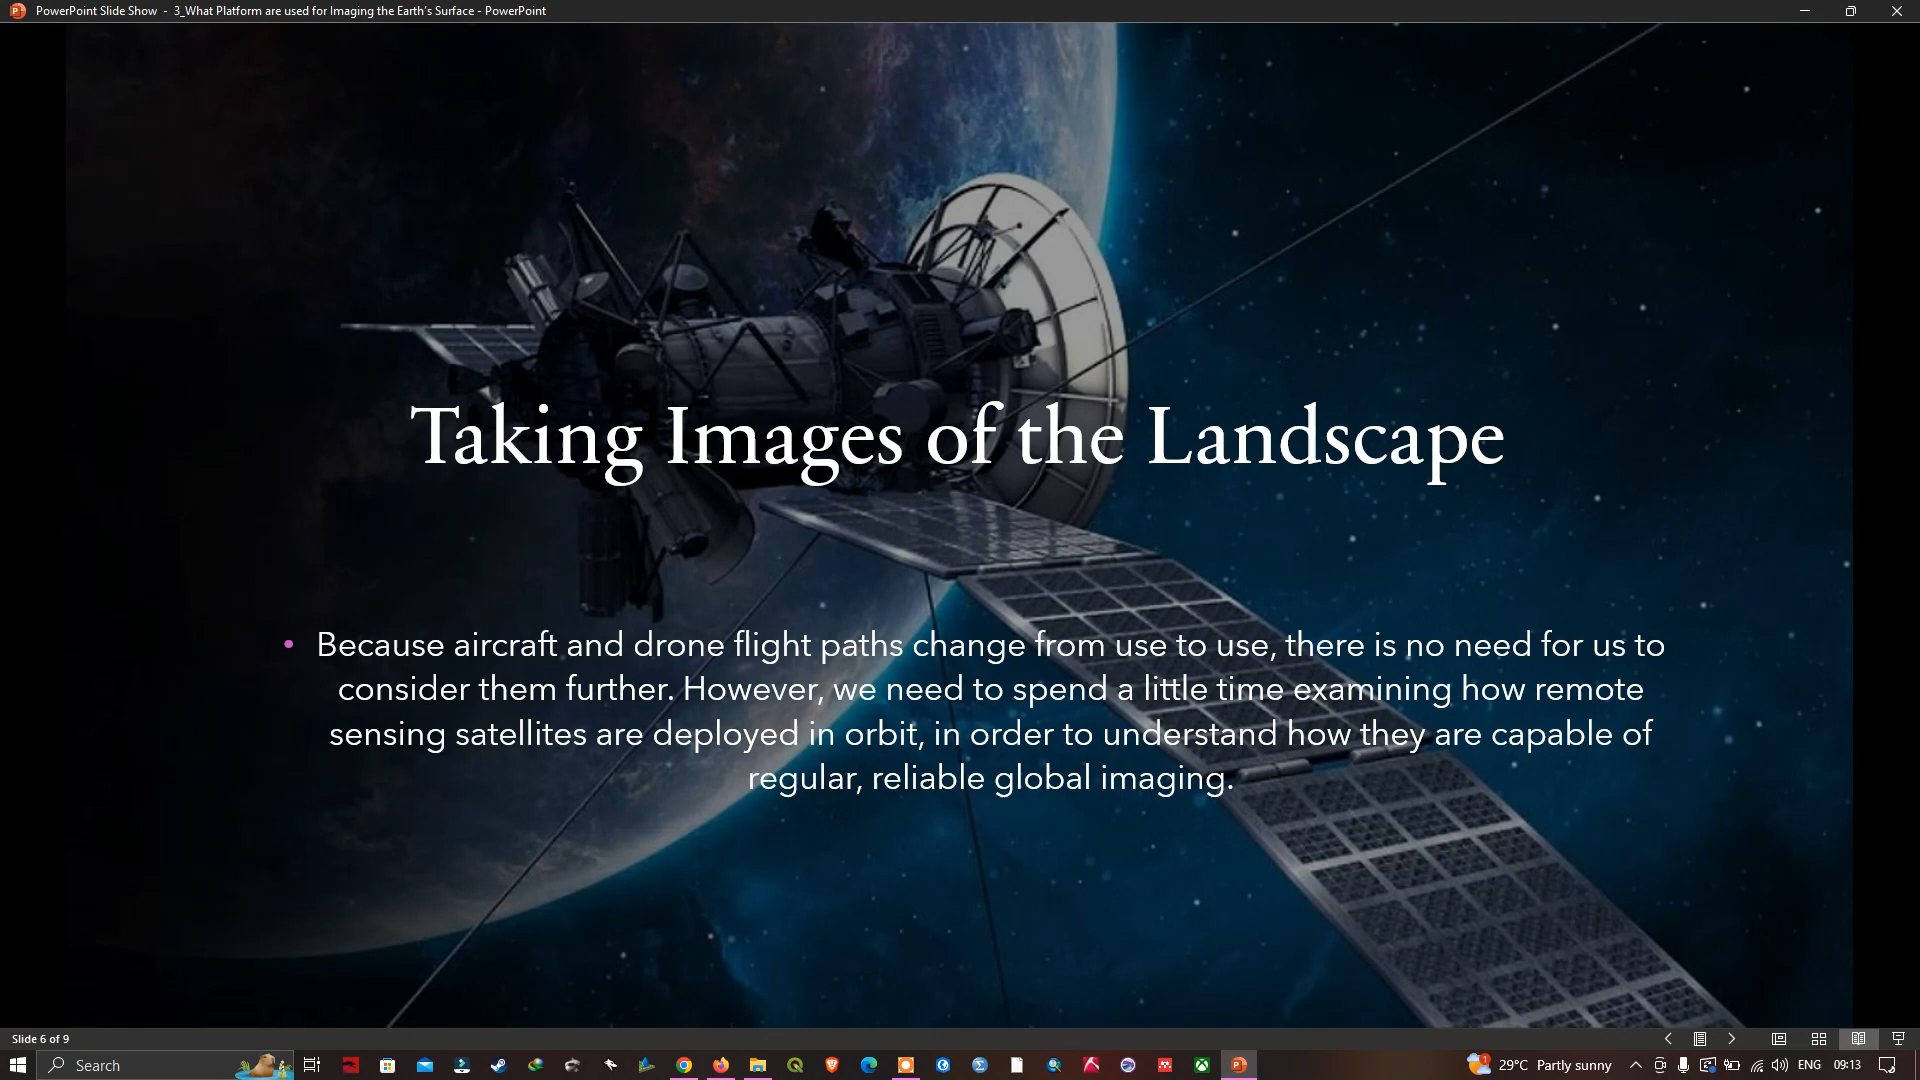 PowerPoint Slide Show - 3_What Platform are used for Imaging the Earth's Surface - PowerPoint
Taking Images of the Landscape
• Because aircraft and drone flight paths change from use to use, there is no need for us to
consider them further. However, we need to spend a little time examining how remote
sensing satellites are deployed in orbit, in order to understand how they are capable of
regular, reliable global imaging.
Slide 6 of 9
Search
1
29°C Partly sunny
ENG
09:13